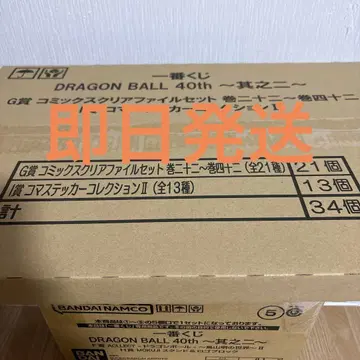 一番くじ
DRAGON BALL 40th ～其之二～
G賞 コミックスクリアファイルセット 巻二十二～巻四十二
即日発送
G賞 コミックスクリアファイルセット 巻二十二～巻四十二(全21種) 21個
I賞 コマステッカーコレクションⅡ(全13種) 13個
計 34個
BANDAI NAMCO
5
一番くじ
DRAGON BALL 40th ～其之二～